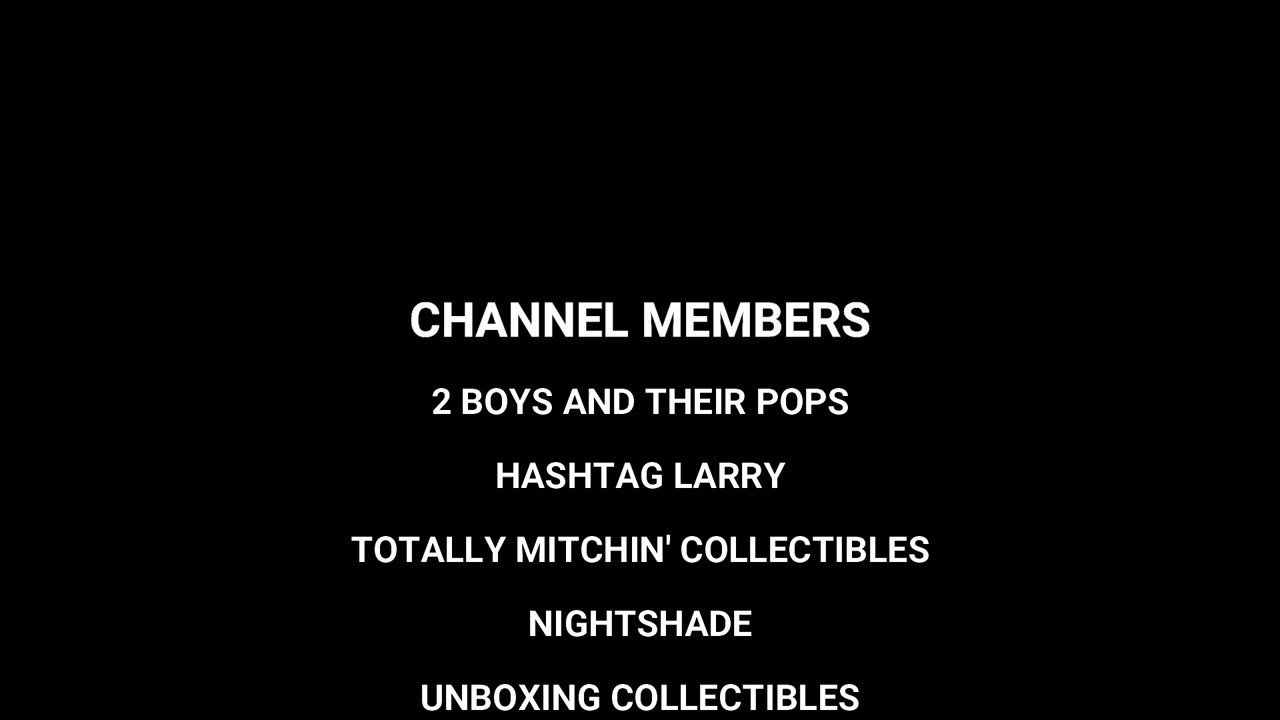 CHANNEL MEMBERS
2 BOYS AND THEIR POPS
HASHTAG LARRY
TOTALLY MITCHIN' COLLECTIBLES
NIGHTSHADE
UNBOXING COLLECTIBLES